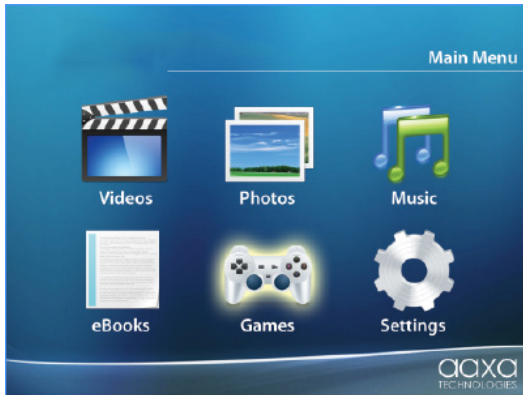 Main Menu
Videos
Photos
Music
eBooks
Games
Settings
aaxa
TECHNOLOGIES